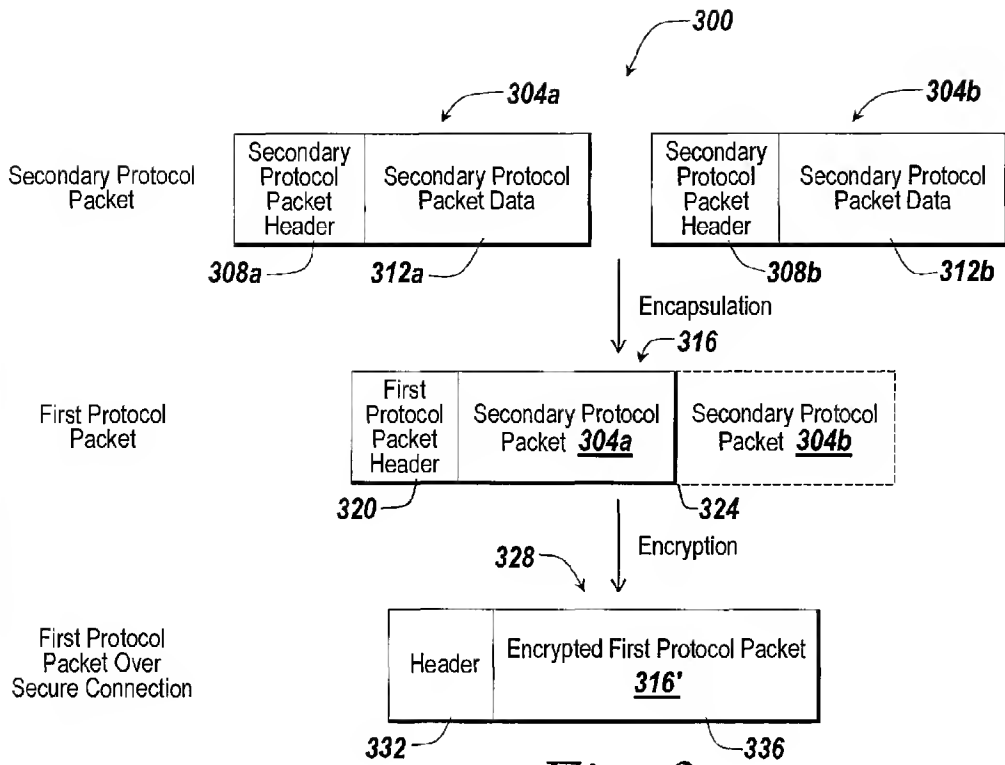 300
304a
304b
Secondary Protocol
Packet
Secondary
Protocol
Packet
Header
Secondary Protocol
Packet Data
Secondary
Protocol
Packet
Header
Secondary Protocol
Packet Data
308a
312a
308b
312b
Encapsulation
316
First Protocol
Packet
First
Protocol
Packet
Header
Secondary Protocol
Packet 304a
Secondary Protocol
Packet 304b
320
324
Encryption
328
First Protocol
Packet Over
Secure Connection
Header
Encrypted First Protocol Packet
316'
332
336